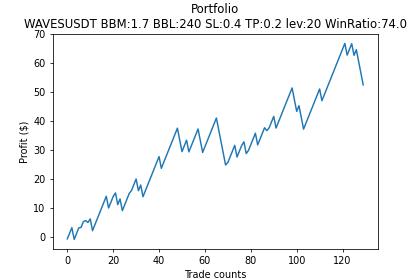 Portfolio
WAVESUSDT BBM:1.7 BBL:240 SL:0.4 TP:0.2 lev:20 WinRatio:74.0
70
60
50
40
30
20
10
0
Profit ($)
0 20 40 60 80 100 120
Trade counts